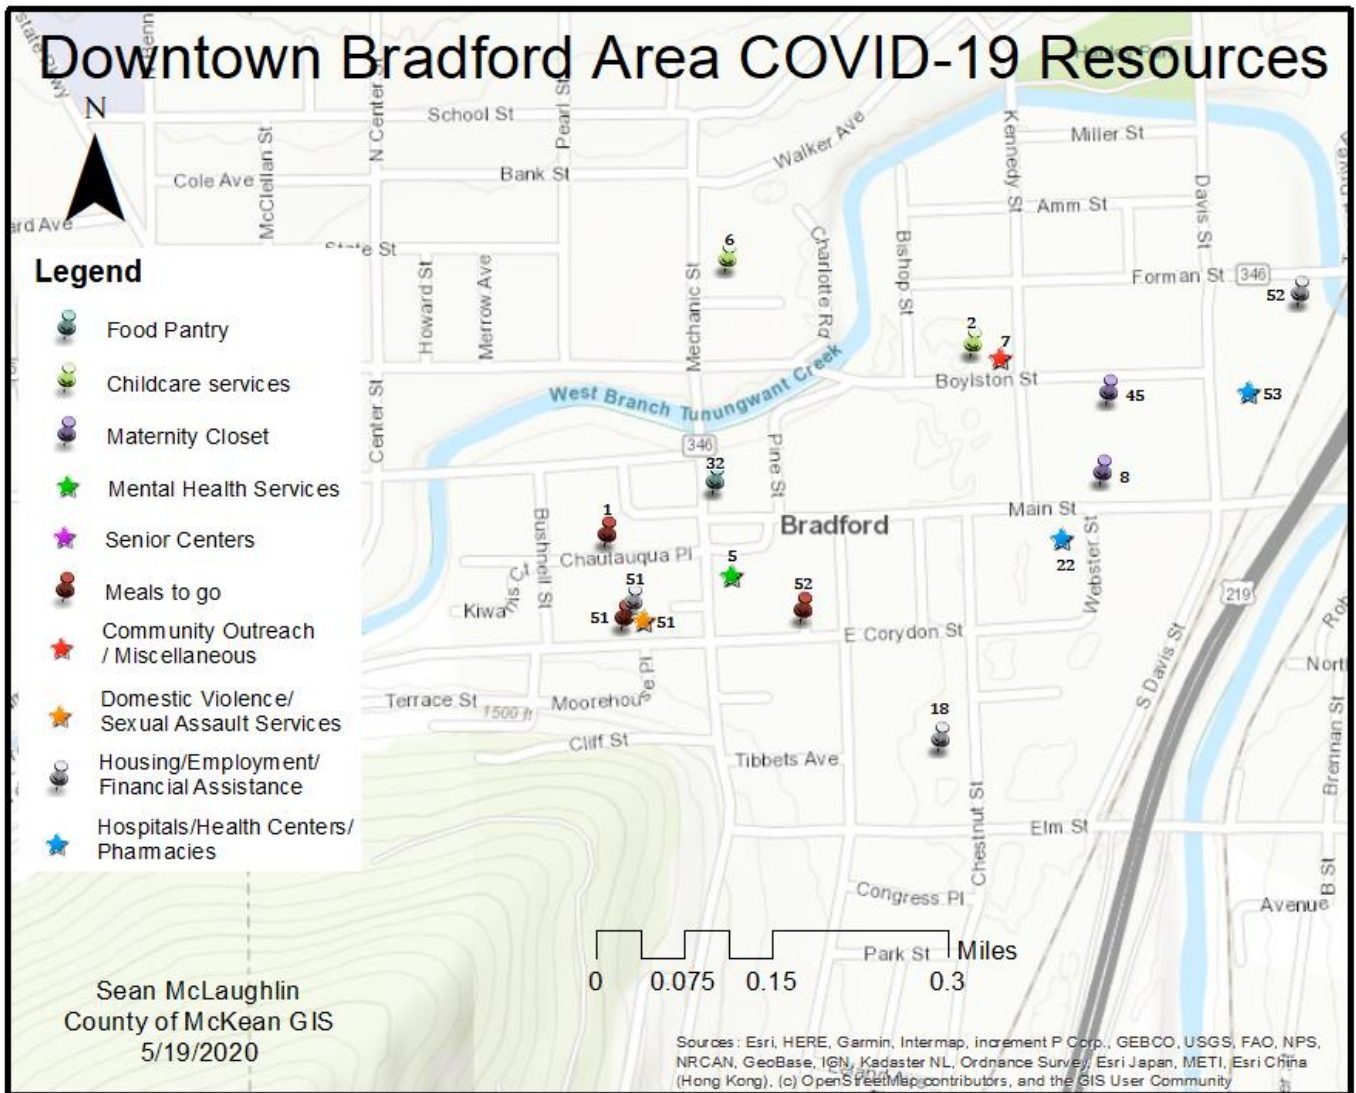 Downtown Bradford Area COVID-19 Resources
N
School St
Bank St
Cole Ave
McClellan St
N Center St
Pearl St
Walker Ave
Kennedy St
Miller St
Davis St
Amm St
ard Ave
State St
Howard St
Merrow Ave
Mechanic St
Charlotte Rd
Bishop St
Forman St
346
6
52
2
7
Boylston St
45
53
West Branch Tunungwant Creek
Center St
346
Pine St
32
8
Main St
Bradford
1
Bushnell St
Chautauqua Pl
5
22
Webster St
51
51
51
52
E Corydon St
219
S Davis St
Terrace St
1500 ft
Cliff St
18
Tibbets Ave
Brennan St
Chestnut St
Elm St
B St
Congress Pl
Avenue
Park St
Legend
Food Pantry
Childcare services
Maternity Closet
Mental Health Services
Senior Centers
Meals to go
Community Outreach
/ Miscellaneous
Domestic Violence/
Sexual Assault Services
Housing/Employment/
Financial Assistance
Hospitals/Health Centers/
Pharmacies
Miles
0 0.075 0.15 0.3
Sean McLaughlin
County of McKean GIS
5/19/2020
Sources: Esri, HERE, Garmin, Intermap, increment P Corp., GEBCO, USGS, FAO, NPS,
NRCAN, GeoBase, IGN, Kadaster NL, Ordnance Survey, Esri Japan, METI, Esri China
(Hong Kong), (c) OpenStreetMap contributors, and the GIS User Community